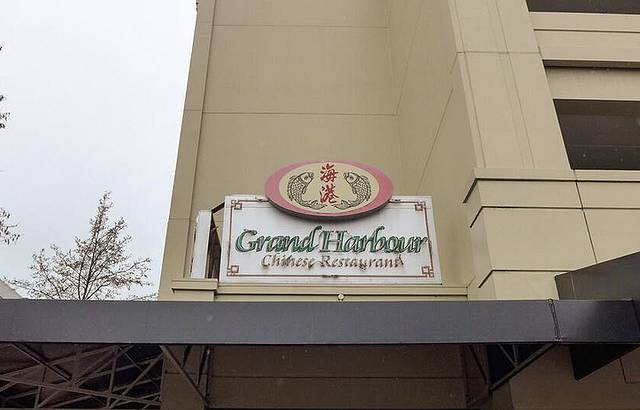 海
港
Grand Harbour
Chinese Restaurant